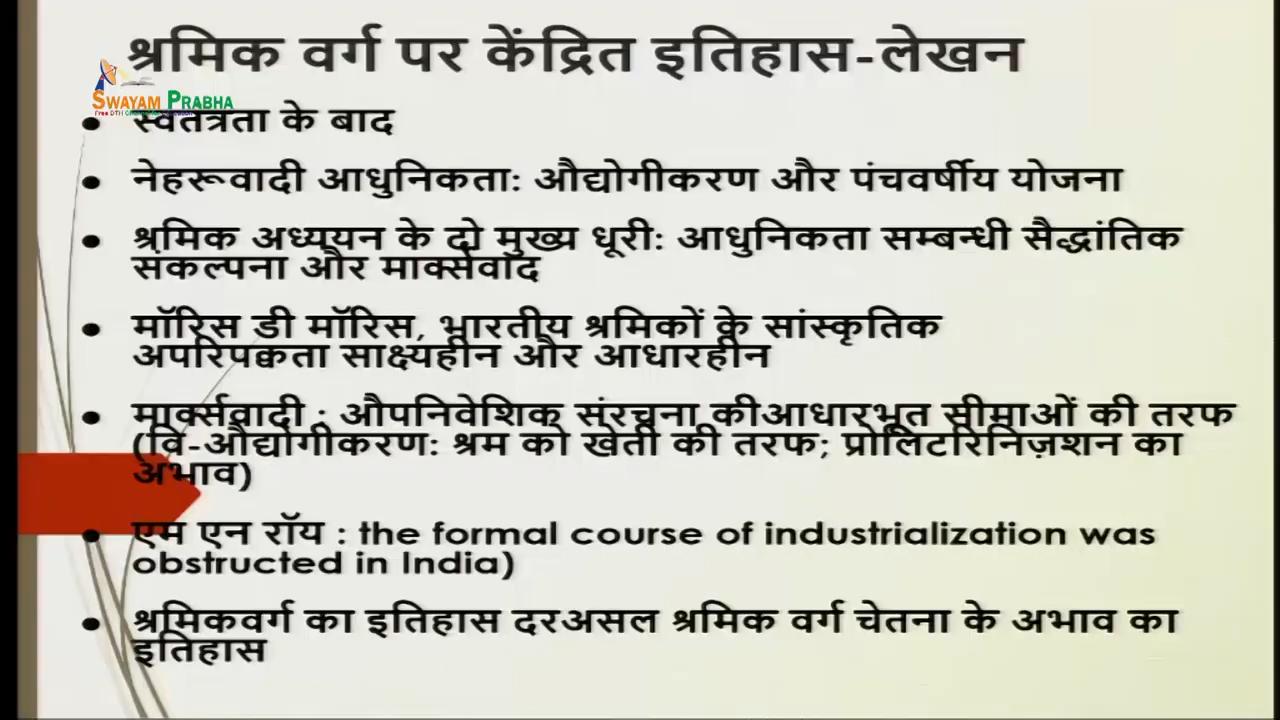 श्रमिक वर्ग पर केंद्रित इतिहास-लेखन
SWAYAM PRABHA
• स्वतंत्रता के बाद
• नेहरूवादी आधुनिकता: औद्योगीकरण और पंचवर्षीय योजना
• श्रमिक अध्ययन के दो मुख्य धूरी: आधुनिकता सम्बन्धी सैद्धांतिक
संकल्पना और मार्क्सवाद
• मॉरिस डी मॉरिस, भारतीय श्रमिकों के सांस्कृतिक
अपरिपक्वता साक्ष्यहीन और आधारहीन
• मार्क्सवादी : औपनिवेशिक संरचना कीआधारभूत सीमाओं की तरफ
(वि-औद्योगीकरण: श्रम को खेती की तरफ; प्रोलिटारिनिज़शन का
अभाव)
• एम एन रॉय : the formal course of industrialization was
obstructed in India)
• श्रमिकवर्ग का इतिहास दरअसल श्रमिक वर्ग चेतना के अभाव का
इतिहास